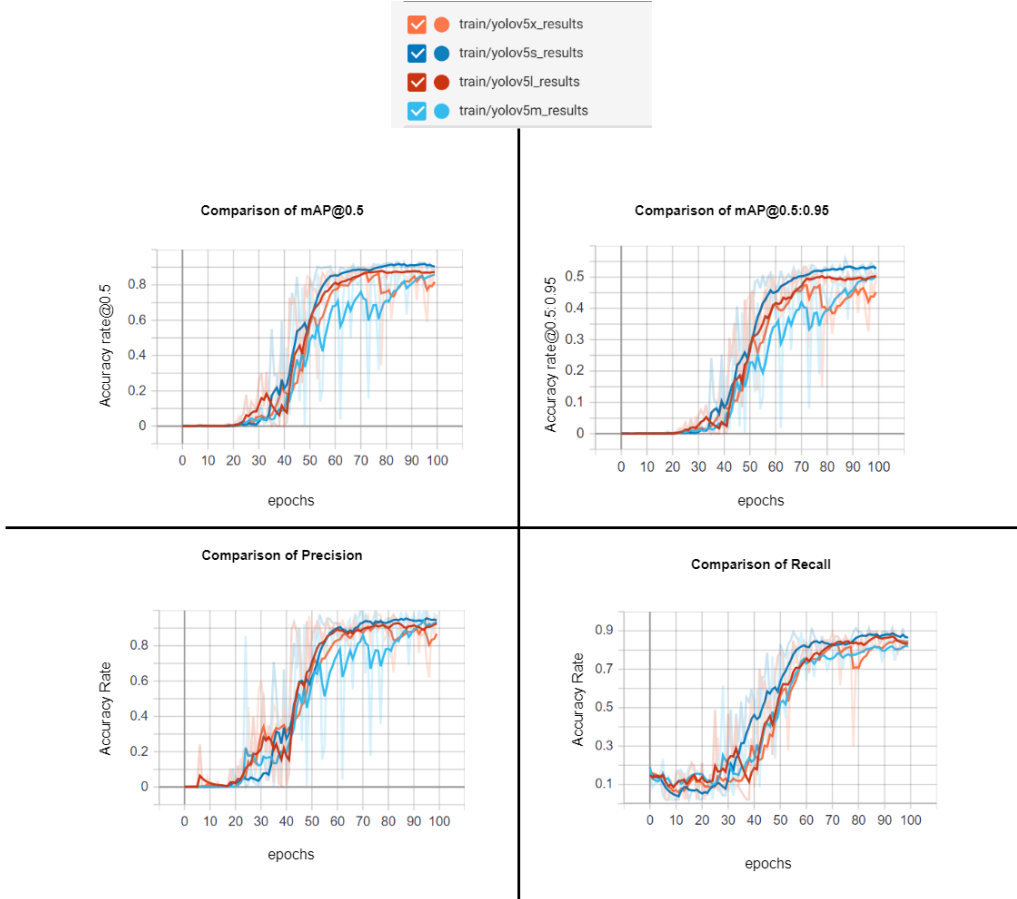 train/yolov5x_results
train/yolov5s_results
train/yolov5l_results
train/yolov5m_results
Comparison of mAP@0.5
Accuracy rate@0.5
0.8
0.6
0.4
0.2
0
0 10 20 30 40 50 60 70 80 90 100
epochs
Comparison of mAP@0.5:0.95
Accuracy rate@0.5:0.95
0.5
0.4
0.3
0.2
0.1
0
0 10 20 30 40 50 60 70 80 90 100
epochs
Comparison of Precision
Accuracy Rate
0.8
0.6
0.4
0.2
0
0 10 20 30 40 50 60 70 80 90 100
epochs
Comparison of Recall
Accuracy Rate
0.9
0.7
0.5
0.3
0.1
0 10 20 30 40 50 60 70 80 90 100
epochs